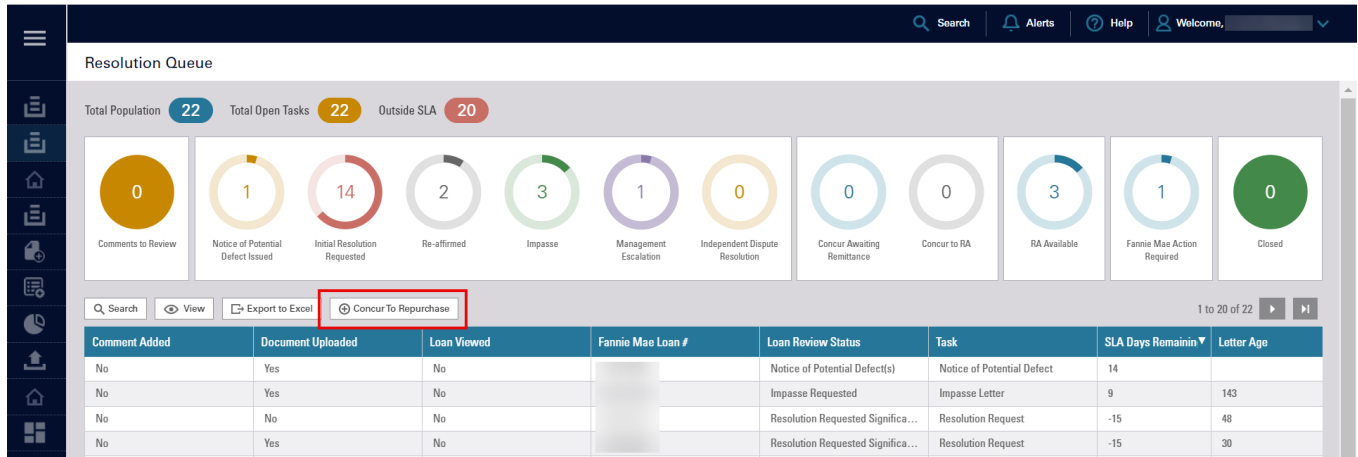 Search Alerts Help Welcome,
Resolution Queue
Total Population 22 Total Open Tasks 22 Outside SLA 20
0 1 14 2 3 1 0 0 0 3 1 0
Comments to Review Notice of Potential Defect Issued Initial Resolution Requested Re-affirmed Impasse Management Escalation Independent Dispute Resolution Concur Awaiting Remittance Concur to RA RA Available Fannie Mae Action Required Closed
Search View Export to Excel Concur To Repurchase 1 to 20 of 22
Comment Added Document Uploaded Loan Viewed Fannie Mae Loan # Loan Review Status Task SLA Days Remainin Letter Age
No Yes No Notice of Potential Defect(s) Notice of Potential Defect 14
No Yes No Impasse Requested Impasse Letter 9 143
No No No Resolution Requested Significa... Resolution Request -15 48
No Yes No Resolution Requested Significa... Resolution Request -15 30